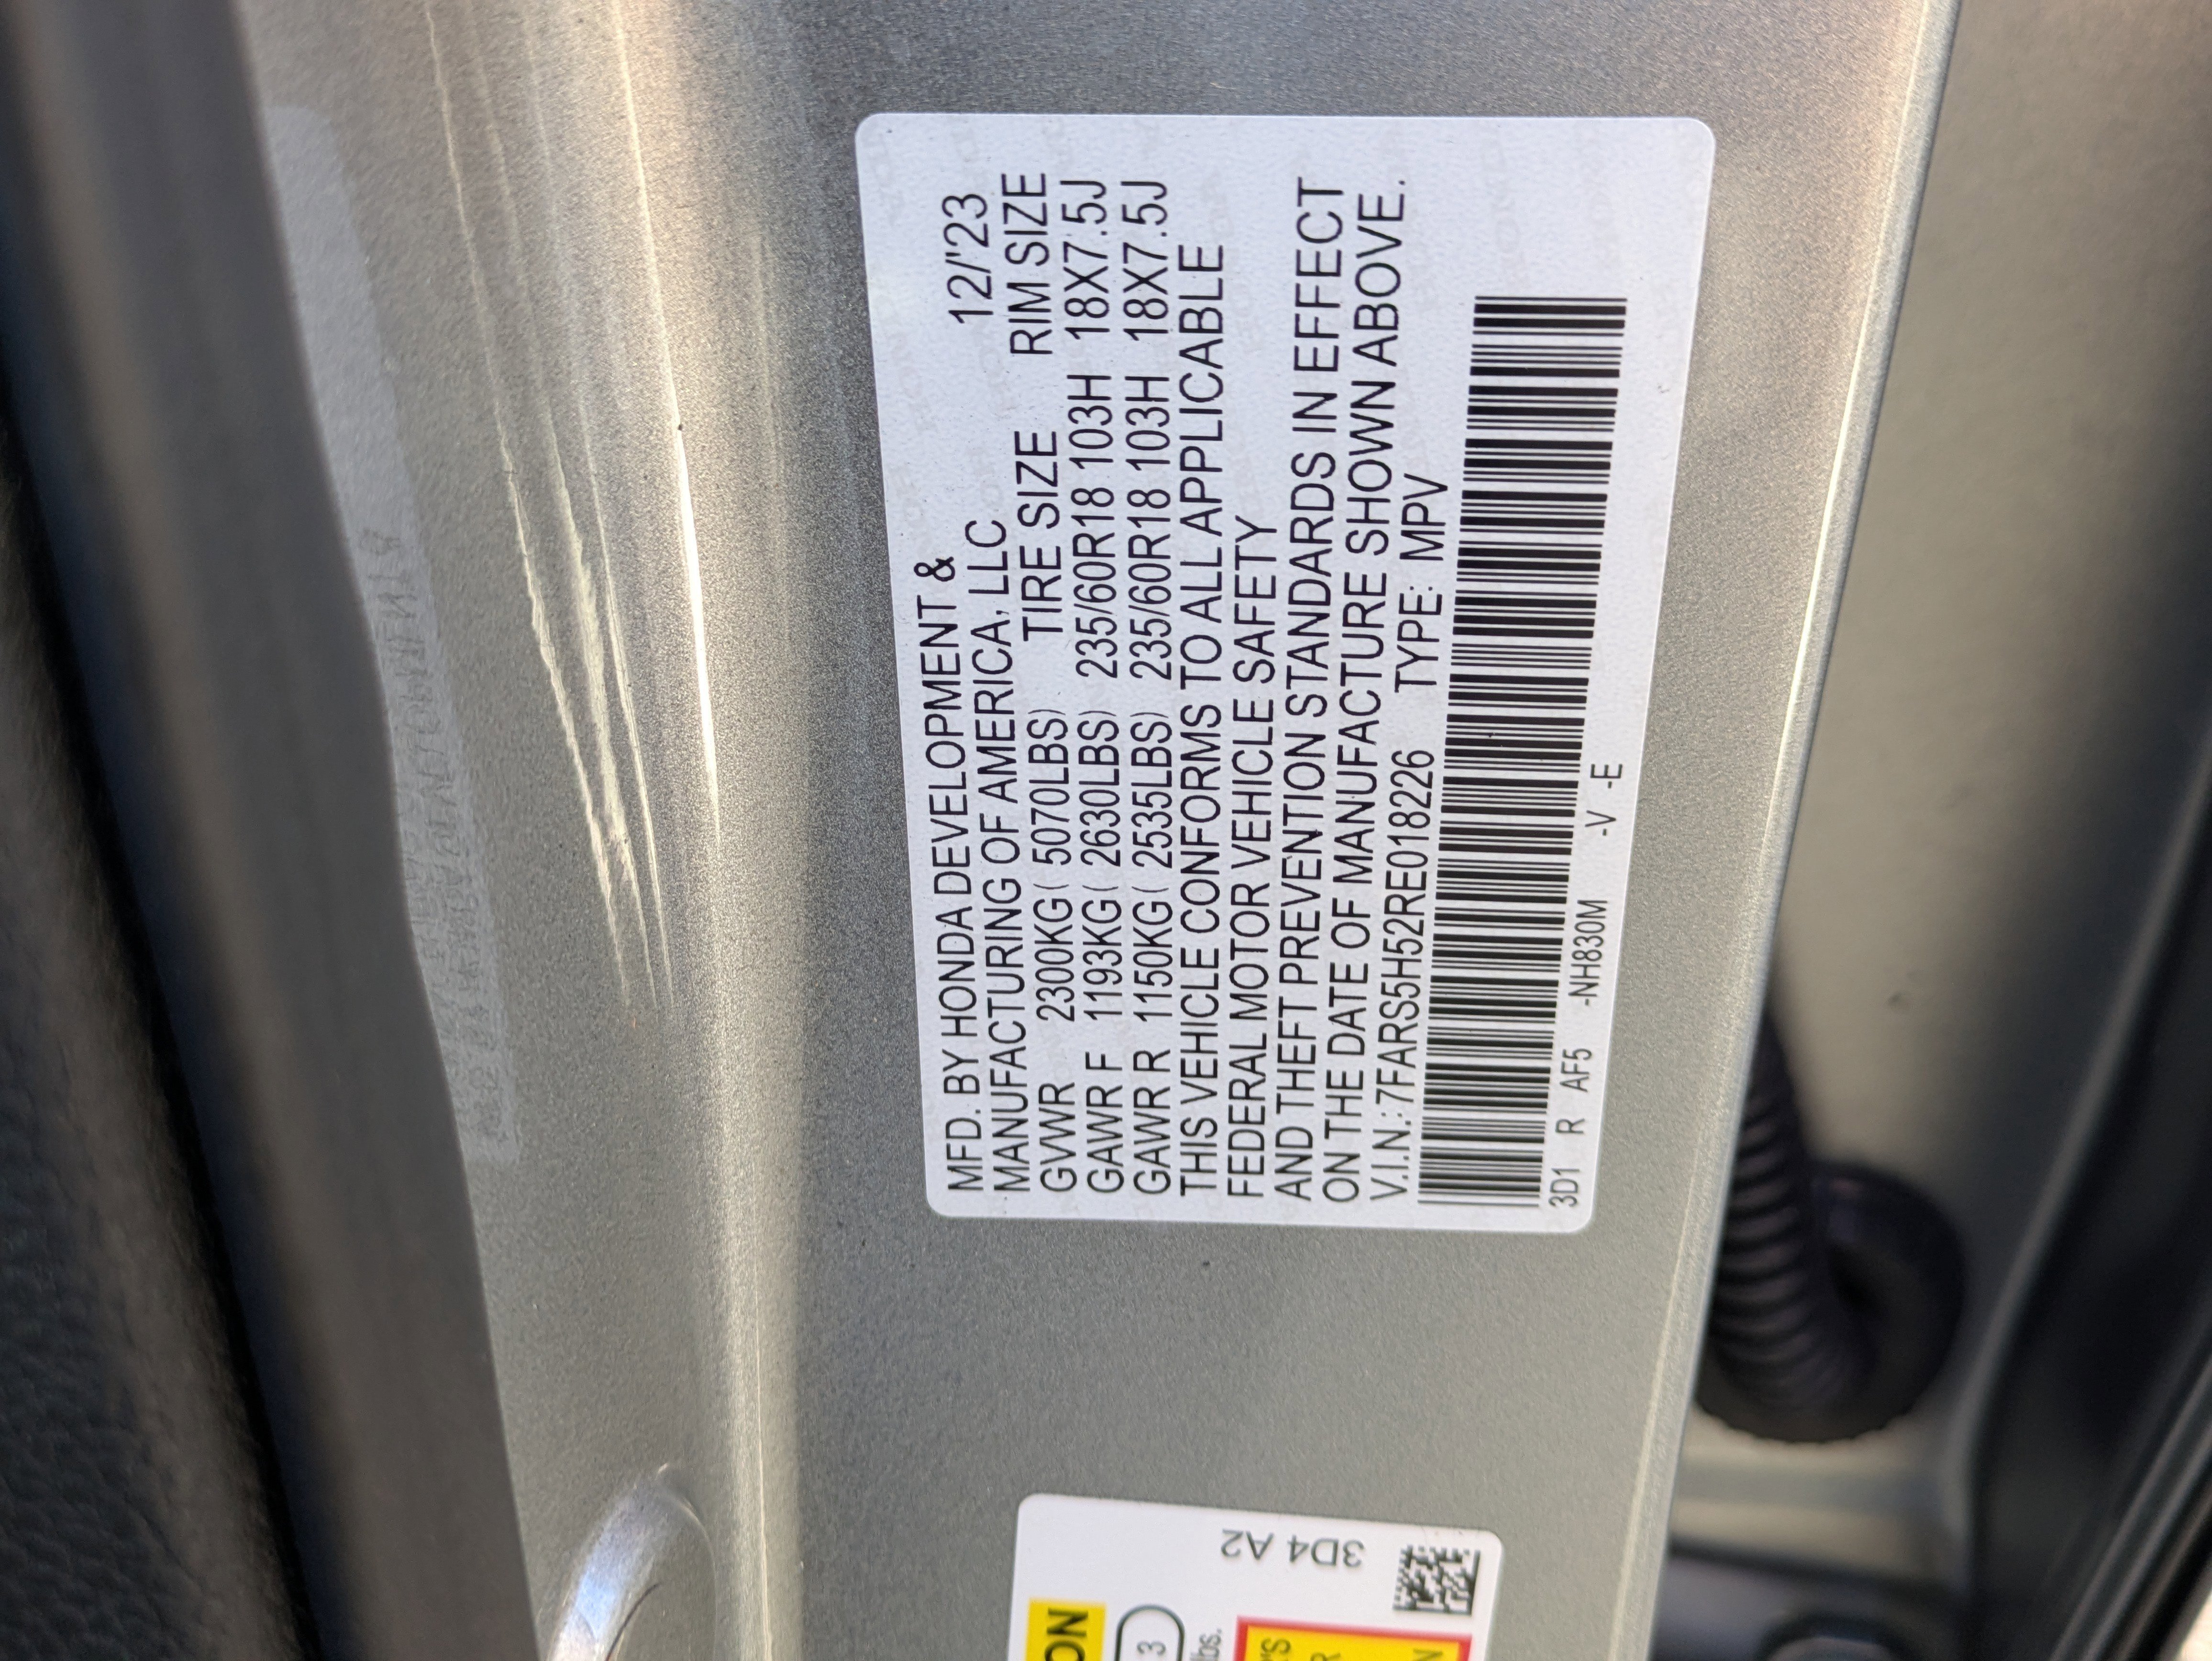 MFD. BY HONDA DEVELOPMENT &
MANUFACTURING OF AMERICA, LLC 12/'23
GVWR 2300KG( 5070LBS) TIRE SIZE RIM SIZE
GAWR F 1193KG( 2630LBS) 235/60R18 103H 18X7.5J
GAWR R 1150KG( 2535LBS) 235/60R18 103H 18X7.5J
THIS VEHICLE CONFORMS TO ALL APPLICABLE
FEDERAL MOTOR VEHICLE SAFETY
AND THEFT PREVENTION STANDARDS IN EFFECT
ON THE DATE OF MANUFACTURE SHOWN ABOVE.
V.I.N.:7FARS5H52RE018226 TYPE: MPV
3D1 R AF5 -NH830M -V -E
3D4 A2
ON
3
lbs.
'S
R
N